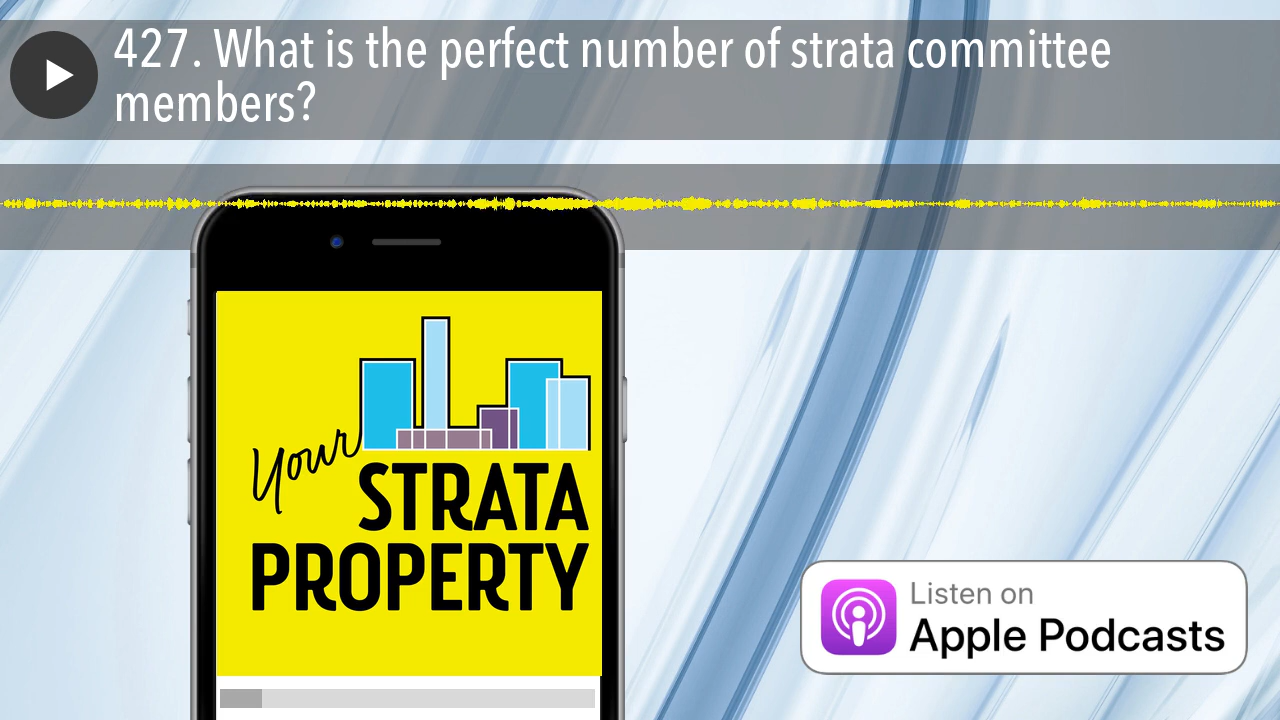 427. What is the perfect number of strata committee
members?
Your
STRATA
PROPERTY
Listen on
Apple Podcasts